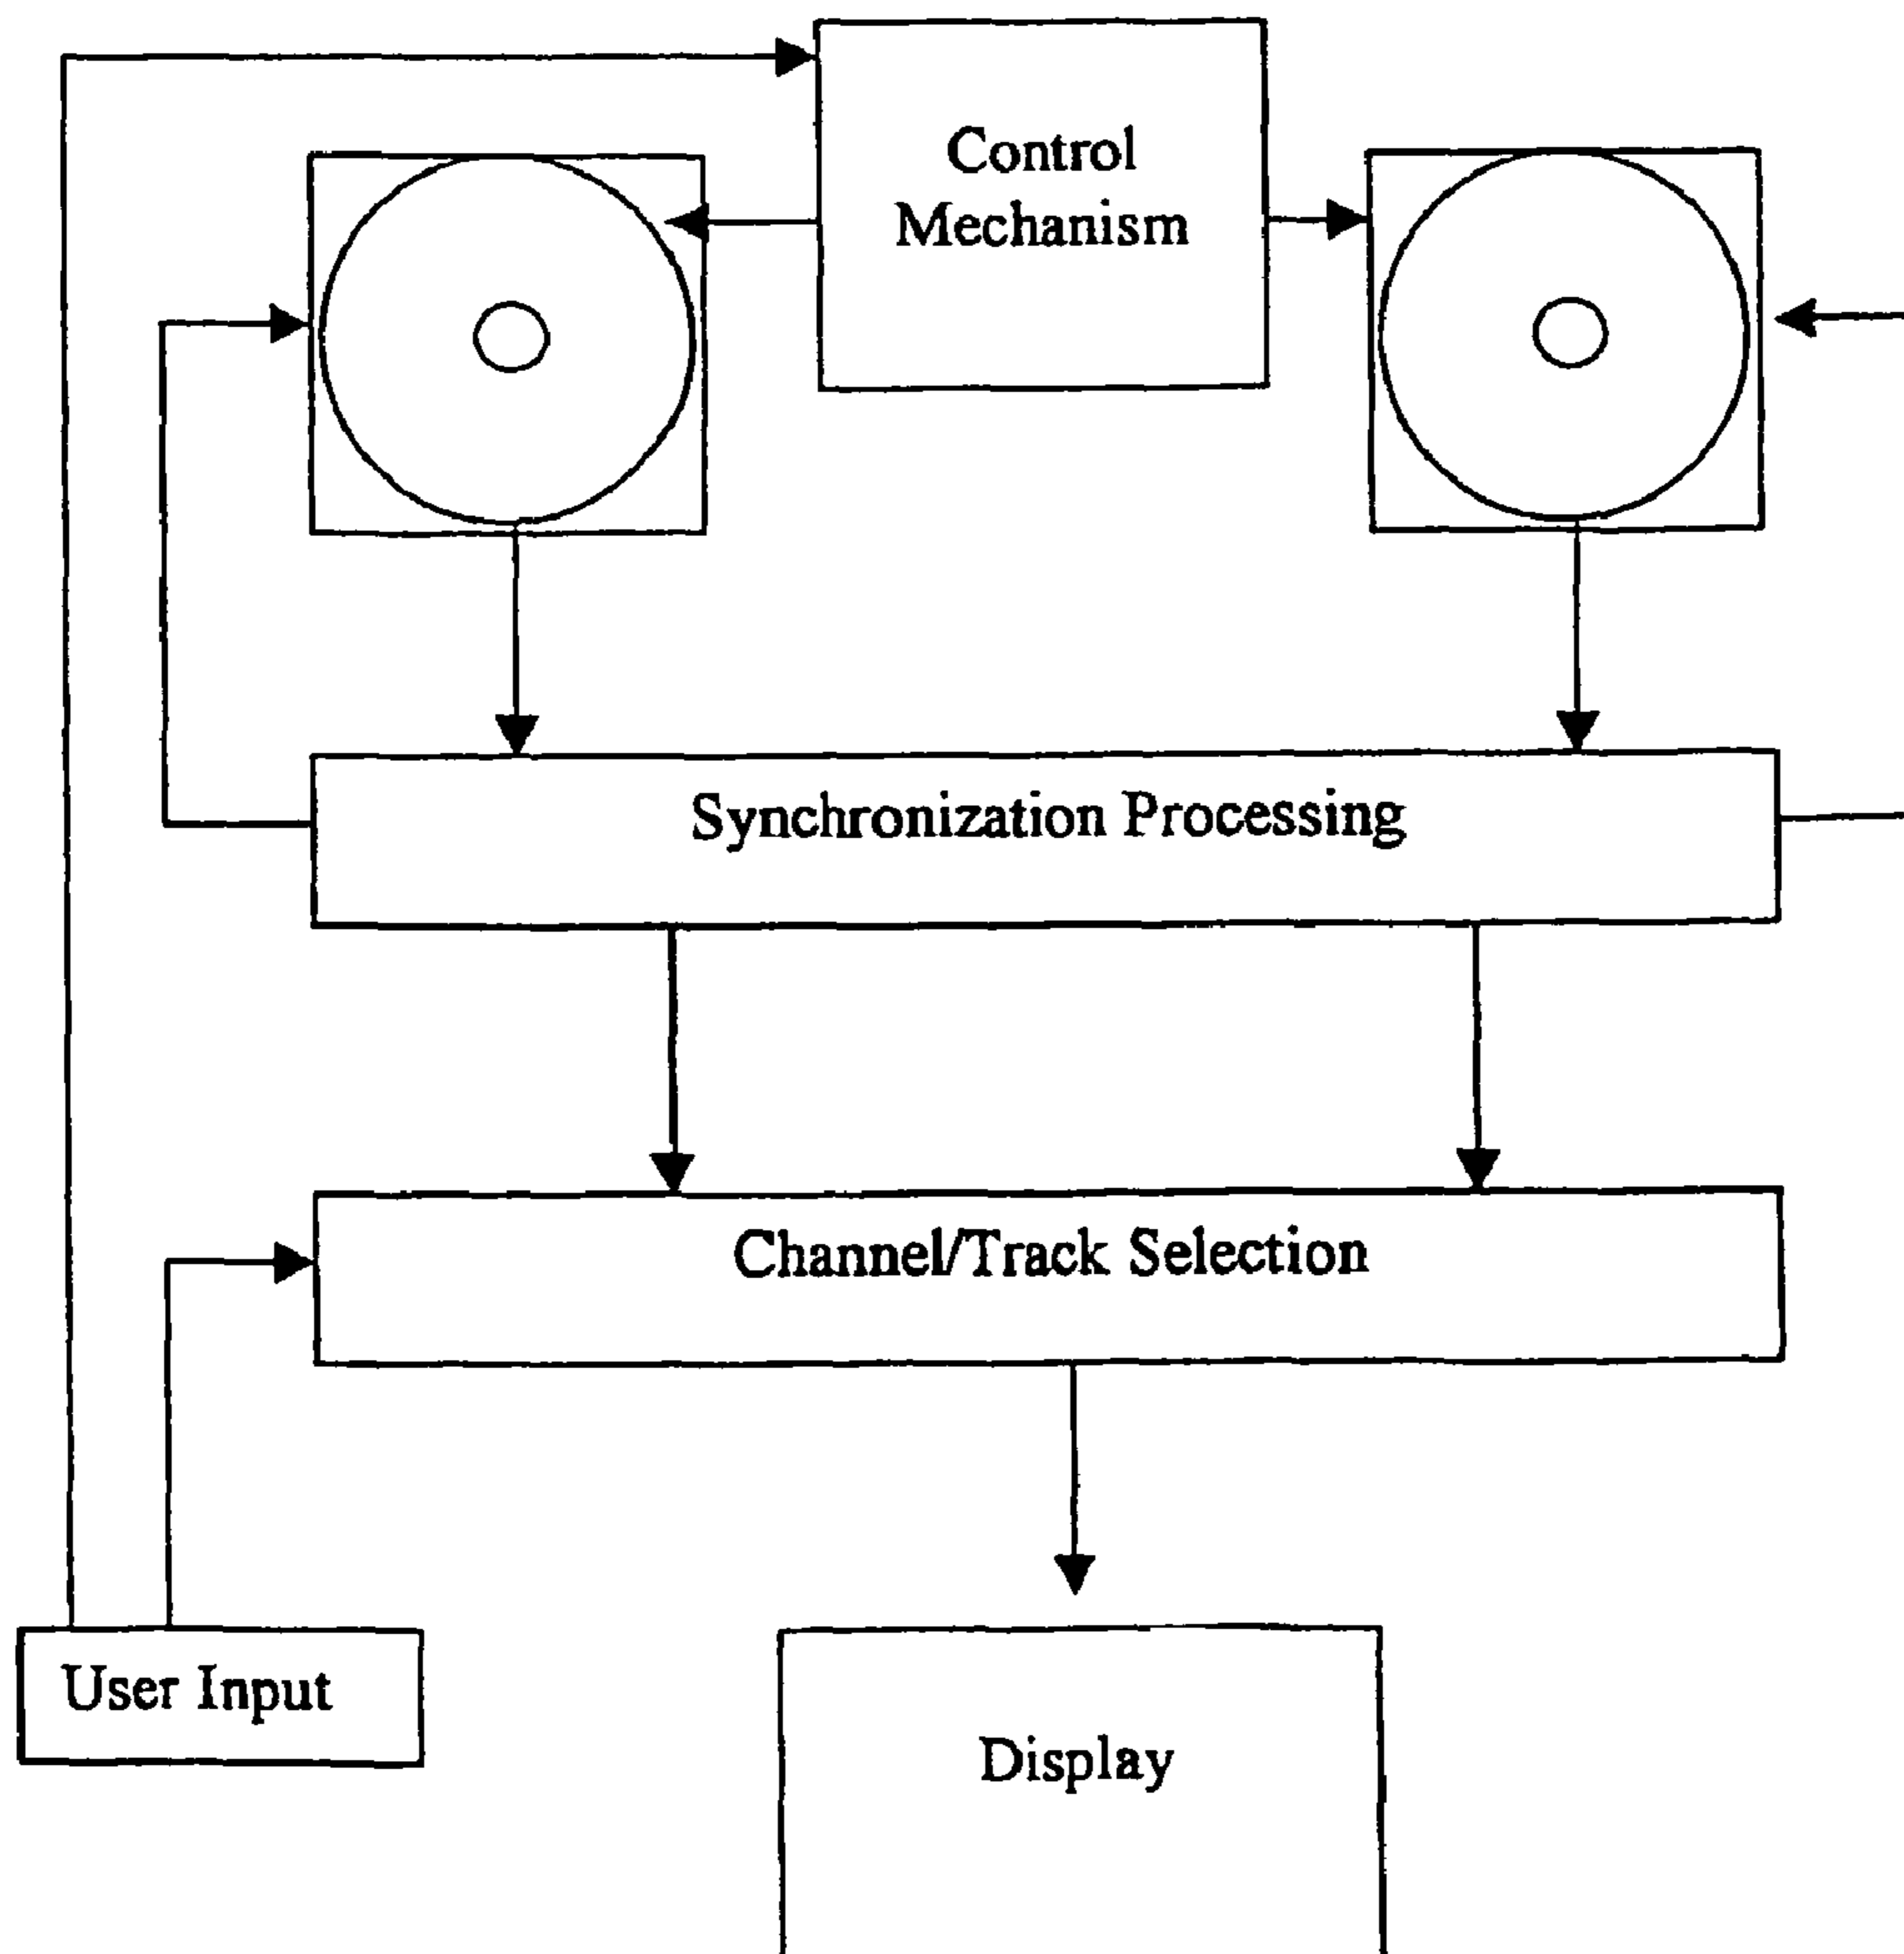 Control
Mechanism
Synchronization Processing
Channel/Track Selection
User Input
Display